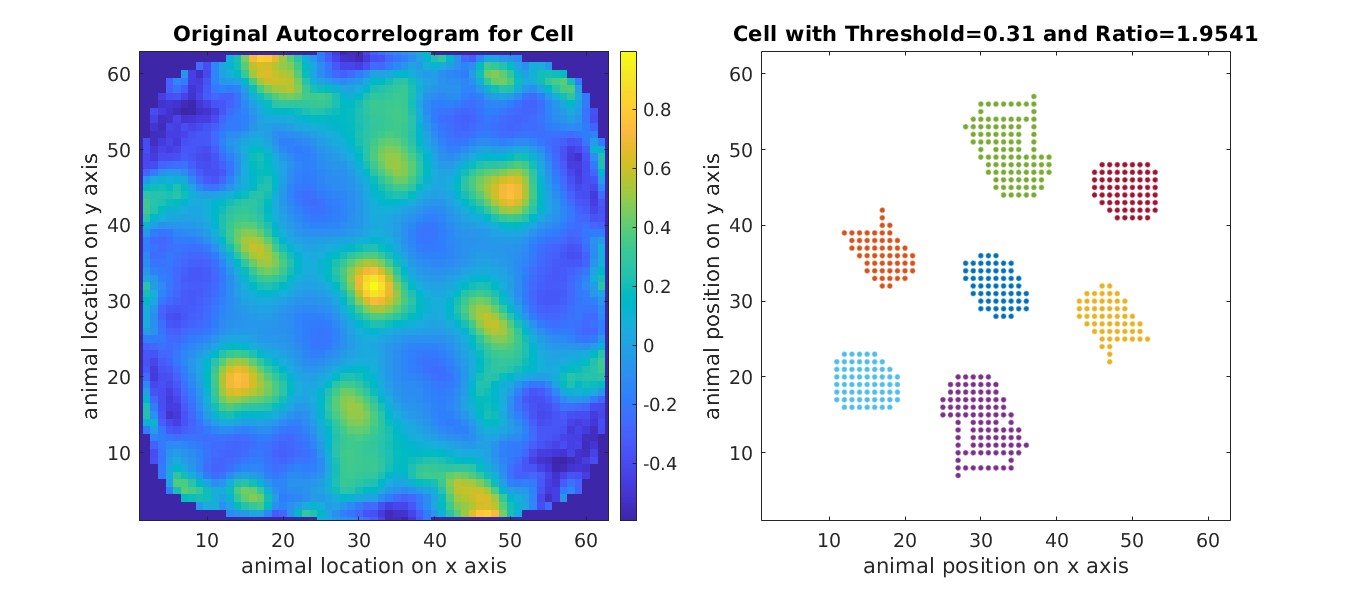 Original Autocorrelogram for Cell
60
50
40
30
20
10
10 20 30 40 50 60
animal location on y axis
animal location on x axis
0.8
0.6
0.4
0.2
0
-0.2
-0.4
Cell with Threshold=0.31 and Ratio=1.9541
60
50
40
30
20
10
10 20 30 40 50 60
animal position on y axis
animal position on x axis